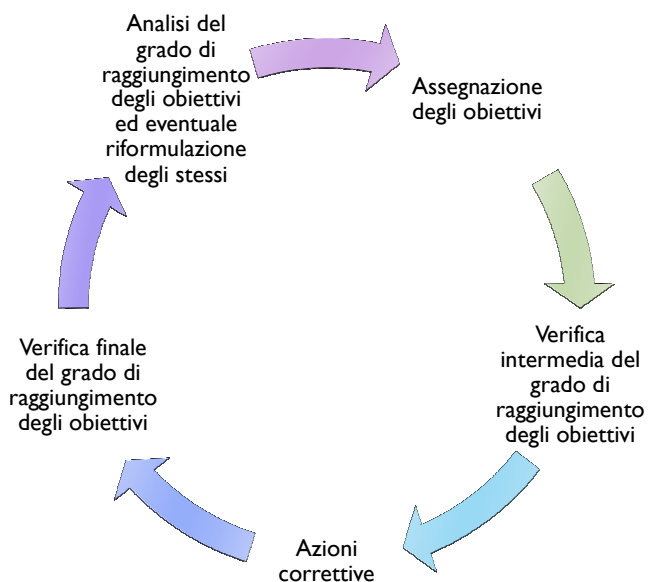 Analisi del
grado di
raggiungimento
degli obiettivi
ed eventuale
riformulazione
degli stessi
Assegnazione
degli obiettivi
Verifica
intermedia del
grado di
raggiungimento
degli obiettivi
Azioni
correttive
Verifica finale
del grado di
raggiungimento
degli obiettivi